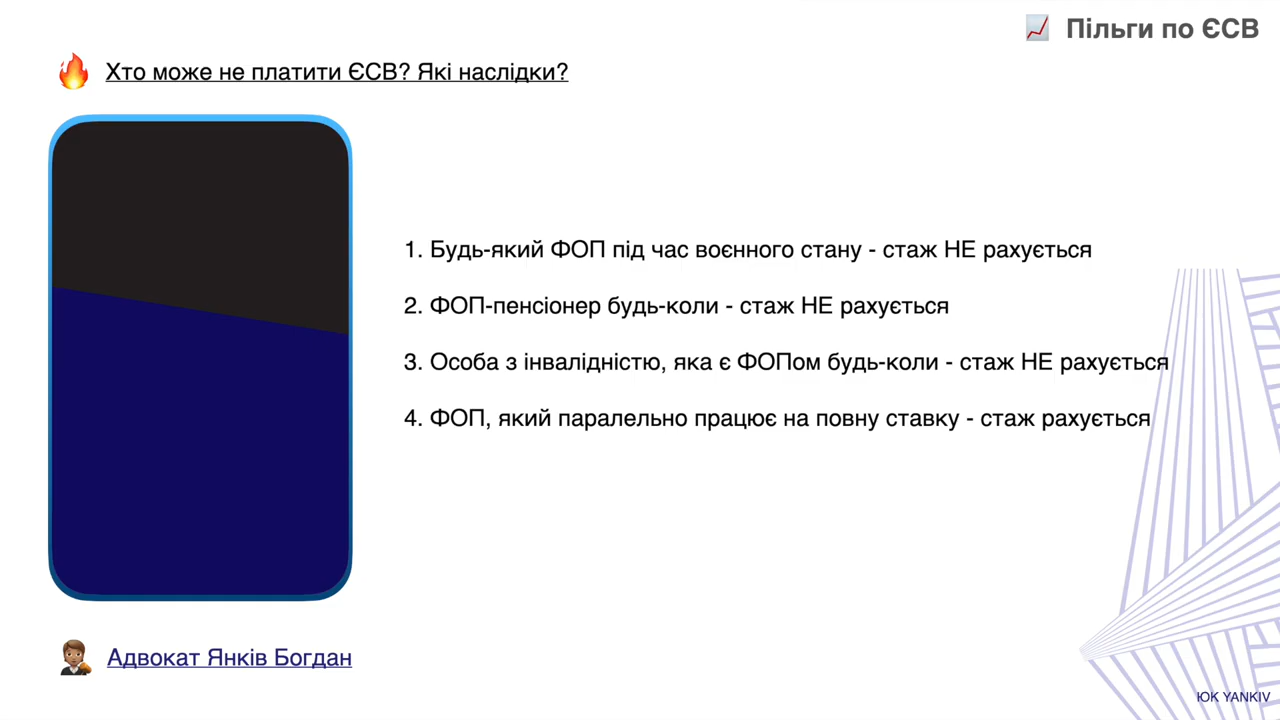 Пільги по ЄСВ
Хто може не платити ЄСВ? Які наслідки?
1. Будь-який ФОП під час воєнного стану - стаж НЕ рахується
2. ФОП-пенсіонер будь-коли - стаж НЕ рахується
3. Особа з інвалідністю, яка є ФОПом будь-коли - стаж НЕ рахується
4. ФОП, який паралельно працює на повну ставку - стаж рахується
Адвокат Янків Богдан
ЮК YANKIV